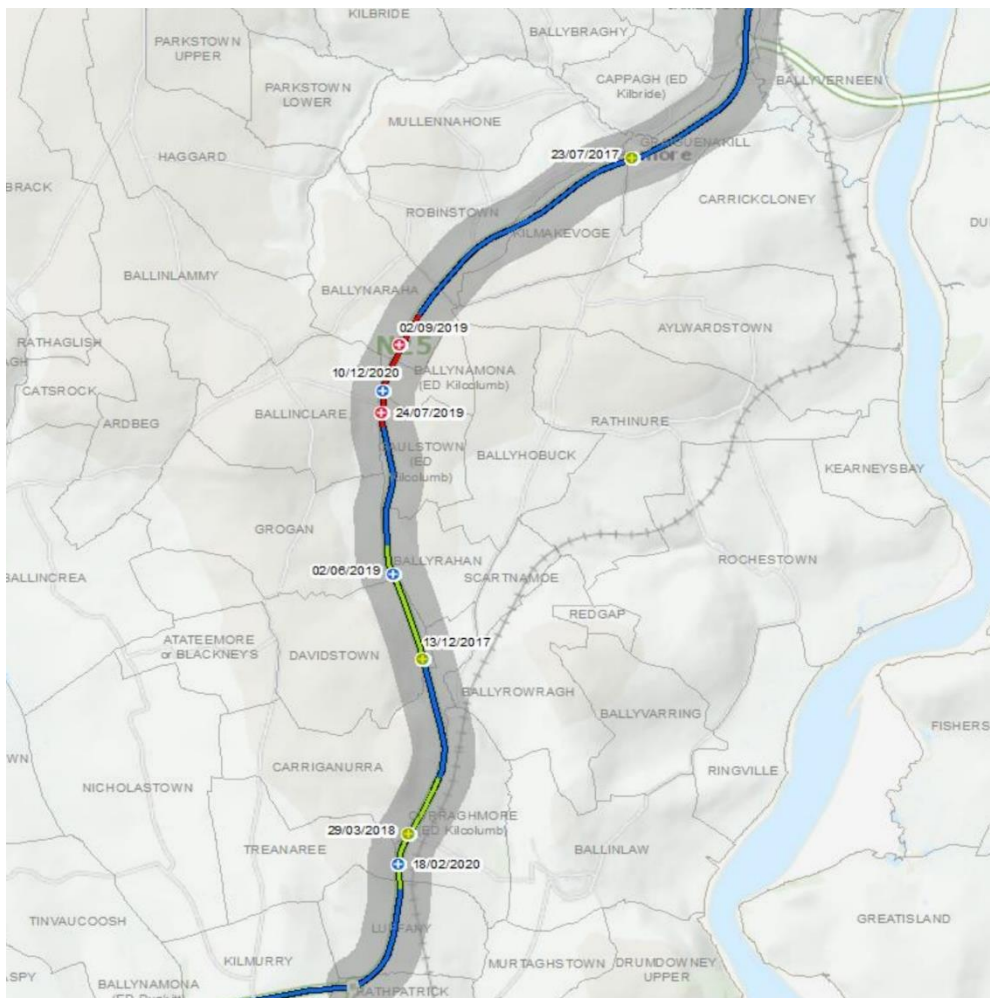 KILBRIDE
BALLYBRAGHY
PARKSTOWN
UPPER
CAPPAGH (ED
Kilbride)
BALLYVERNEEN
PARKSTOWN
LOWER
MULLENNAHONE
HAGGARD
23/07/2017
more
BRACK
CARRICKCLONEY
ROBINSTOWN
DU
KILMAKEVOGE
BALLINLAMMY
BALLYNARAHA
02/09/2019
AYLWARDSTOWN
RATHAGLISH
N25
10/12/2020
BALLYNAMONA
(ED Kilcolumb)
CATSROCK
BALLINCLARE
24/07/2019
ARDBEG
RATHINURE
(ED
BALLYHOBUCK
KEARNEYSBAY
GROGAN
BALLYRAHAN
ROCHESTOWN
02/06/2019
BALLINCREA
REDGAP
ATATEEMORE
or BLACKNEYS
13/12/2017
DAVIDSTOWN
BALLYROWRAGH
BALLYVARRING
FISHERS
WN
CARRIGANURRA
RINGVILLE
NICHOLASTOWN
29/03/2018
(ED Kilcolumb)
TREANAREE
BALLINLAW
18/02/2020
TINVAUCOOSH
GREATISLAND
KILMURRY
MURTAGHSTOWN
DRUMDOWNEY
UPPER
ASPY
BALLYNAMONA
RATHPATRICK